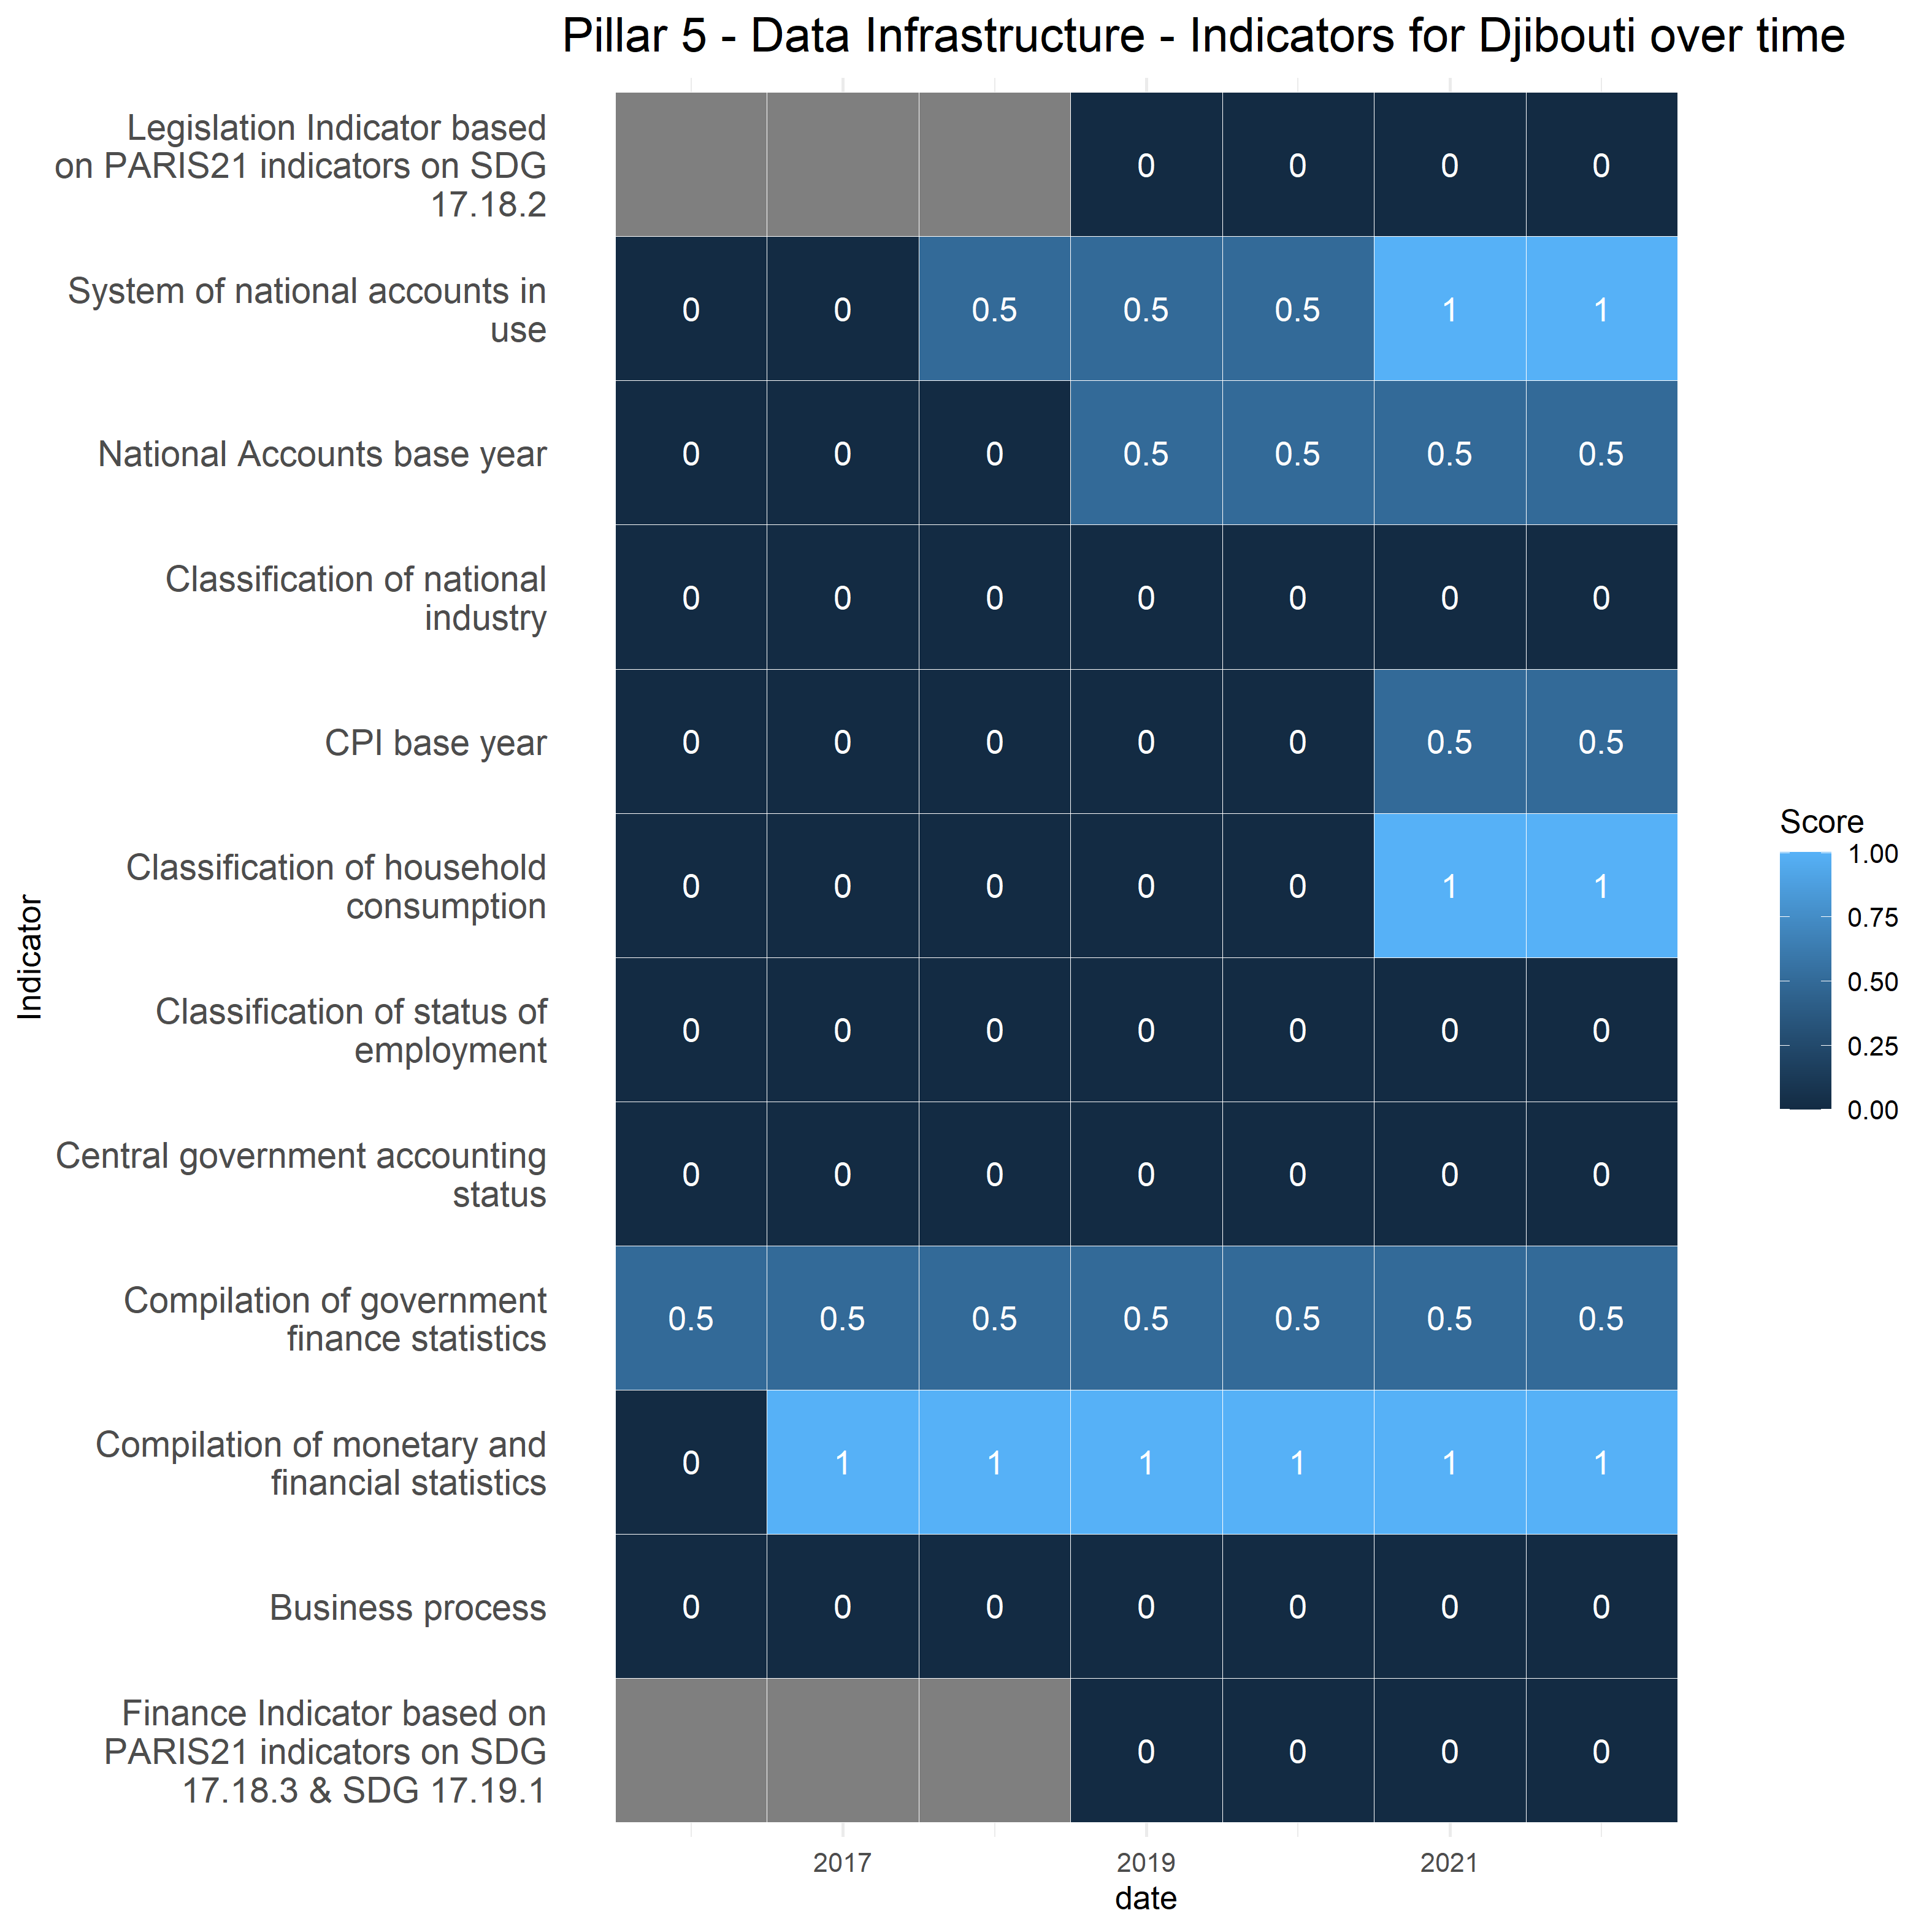 Pillar 5 - Data Infrastructure - Indicators for Djibouti over time
Legislation Indicator based
on PARIS21 indicators on SDG
17.18.2
0 0 0 0
System of national accounts in
use
0 0 0.5 0.5 0.5 1 1
National Accounts base year
0 0 0 0.5 0.5 0.5 0.5
Classification of national
industry
0 0 0 0 0 0 0
CPI base year
0 0 0 0 0 0.5 0.5
Classification of household
consumption
0 0 0 0 0 1 1
Classification of status of
employment
0 0 0 0 0 0 0
Central government accounting
status
0 0 0 0 0 0 0
Compilation of government
finance statistics
0.5 0.5 0.5 0.5 0.5 0.5 0.5
Compilation of monetary and
financial statistics
0 1 1 1 1 1 1
Business process
0 0 0 0 0 0 0
Finance Indicator based on
PARIS21 indicators on SDG
17.18.3 & SDG 17.19.1
0 0 0 0
2017 2019 2021
date
Indicator
Score
1.00
0.75
0.50
0.25
0.00